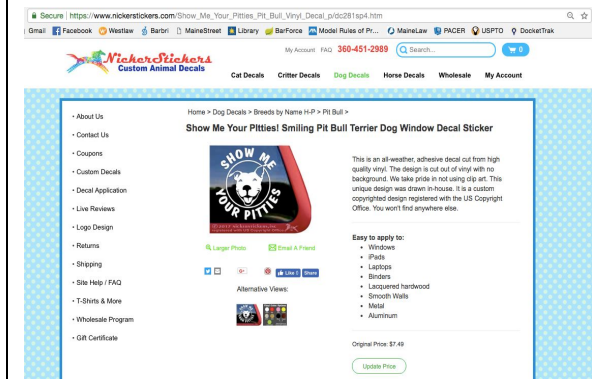 Secure | https://www.nickerstickers.com/Show_Me_Your_Pitties_Pit_Bull_Vinyl_Decal_p/dc281sp4.htm
Gmail Facebook Westlaw Barbri MaineStreet Library BarForce Model Rules of Pr... MaineLaw PACER USPTO DocketTrak
NickerStickers
Custom Animal Decals
My Account FAQ 360-451-2989 Search... 0
Cat Decals Critter Decals Dog Decals Horse Decals Wholesale My Account
• About Us
• Contact Us
• Coupons
• Custom Decals
• Decal Application
• Live Reviews
• Logo Design
• Returns
• Shipping
• Site Help / FAQ
• T-Shirts & More
• Wholesale Program
• Gift Certificate
Home > Dog Decals > Breeds by Name H-P > Pit Bull >
Show Me Your PItties! Smiling Pit Bull Terrier Dog Window Decal Sticker
SHOW ME
YOUR PITTIES
Larger Photo Email A Friend
Like 0 Share
Alternative Views:
This is an all-weather, adhesive decal cut from high
quality vinyl. The design is cut out of vinyl with no
background. We take pride in not using clip art. This
unique design was drawn in-house. It is a custom
copyrighted design registered with the US Copyright
Office. You won't find anywhere else.
Easy to apply to:
• Windows
• iPads
• Laptops
• Binders
• Lacquered hardwood
• Smooth Walls
• Metal
• Aluminum
Original Price: $7.49
Update Price